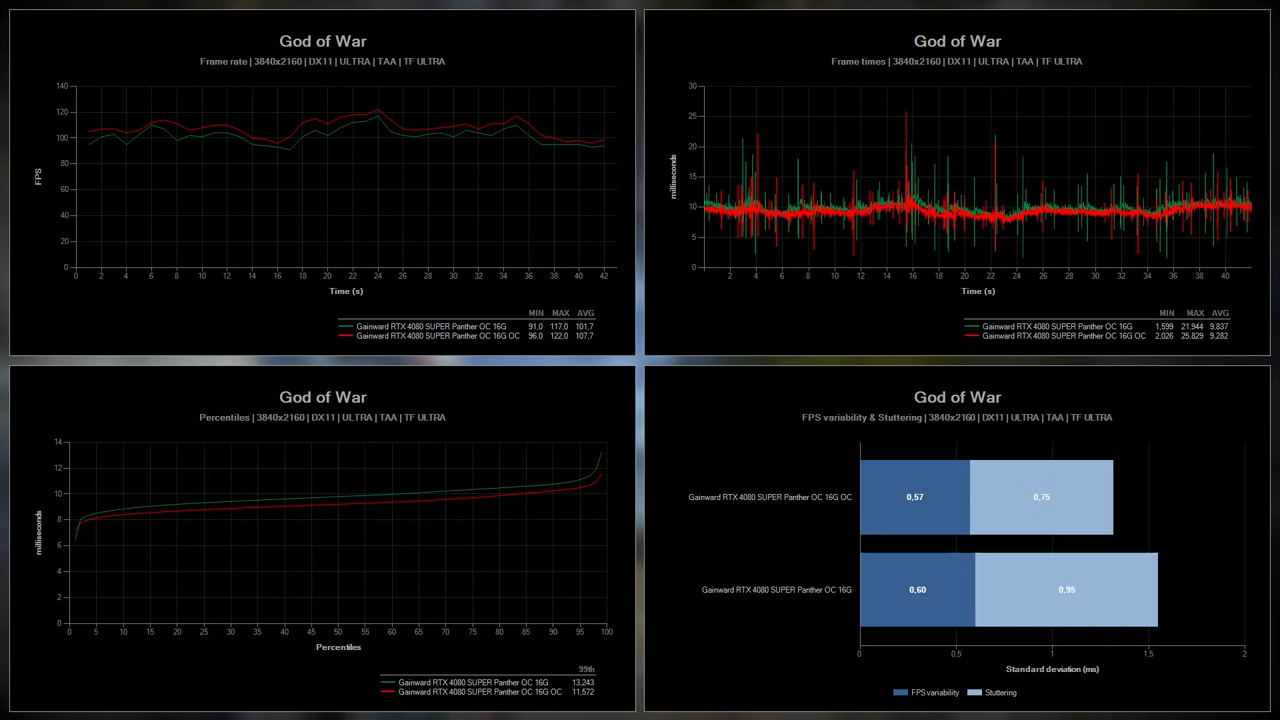 God of War
Frame rate | 3840x2160 | DX11 | ULTRA | TAA | TF ULTRA
140
120
100
80
60
40
20
0
FPS
0 2 4 6 8 10 12 14 16 18 20 22 24 26 28 30 32 34 36 38 40 42
Time (s)
MIN MAX AVG
Gainward RTX 4080 SUPER Panther OC 16G 91,0 117,0 101,7
Gainward RTX 4080 SUPER Panther OC 16G OC 96,0 122,0 107,7
God of War
Frame times | 3840x2160 | DX11 | ULTRA | TAA | TF ULTRA
30
25
20
15
10
5
0
milliseconds
2 4 6 8 10 12 14 16 18 20 22 24 26 28 30 32 34 36 38 40
Time (s)
MIN MAX AVG
Gainward RTX 4080 SUPER Panther OC 16G 1,599 21,944 9,837
Gainward RTX 4080 SUPER Panther OC 16G OC 2,026 25,829 9,282
God of War
Percentiles | 3840x2160 | DX11 | ULTRA | TAA | TF ULTRA
14
12
10
8
6
4
2
0
milliseconds
0 5 10 15 20 25 30 35 40 45 50 55 60 65 70 75 80 85 90 95 100
Percentiles
99th
Gainward RTX 4080 SUPER Panther OC 16G 13,243
Gainward RTX 4080 SUPER Panther OC 16G OC 11,572
God of War
FPS variability & Stuttering | 3840x2160 | DX11 | ULTRA | TAA | TF ULTRA
Gainward RTX 4080 SUPER Panther OC 16G OC 0,57 0,75
Gainward RTX 4080 SUPER Panther OC 16G 0,60 0,95
0 0,5 1 1,5 2
Standard deviation (ms)
FPS variability Stuttering